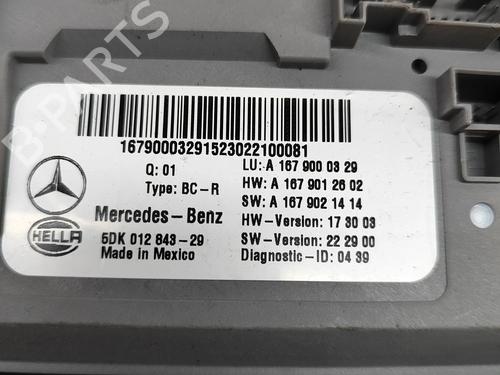 B-PARTS
16790003291523022100081
Q: 01
Type: BC-R
LU: A 167 900 03 29
HW: A 167 901 26 02
SW: A 167 902 14 14
Mercedes-Benz
HW-Version: 17 30 03
HELLA
5DK 012 843-29
SW-Version: 22 29 00
Made in Mexico
Diagnostic-ID: 04 39